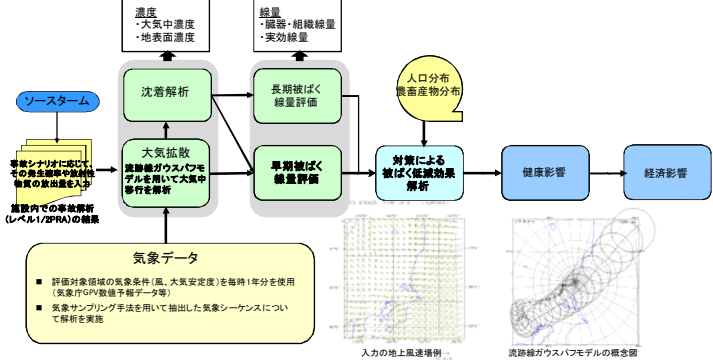 濃度
・大気中濃度
・地表面濃度
線量
・臓器・組織線量
・実効線量
人口分布
農畜産物分布
ソースターム
沈着解析
長期被ばく
線量評価
事故シナリオに応じて、
その発生確率や放射性
物質の放出量を入力
施設内での事故解析
(レベル1/2PRA)の結果
大気拡散
流跡線ガウスパフモデ
ルを用いて大気中
移行を解析
早期被ばく
線量評価
対策による
被ばく低減効果
解析
健康影響
経済影響
気象データ
■ 評価対象領域の気象条件(風、大気安定度)を毎時1年分を使用
(気象庁GPV数値予報データ等)
■ 気象サンプリング手法を用いて抽出した気象シーケンスについ
て解析を実施
入力の地上風速場例
流跡線ガウスパフモデルの概念図